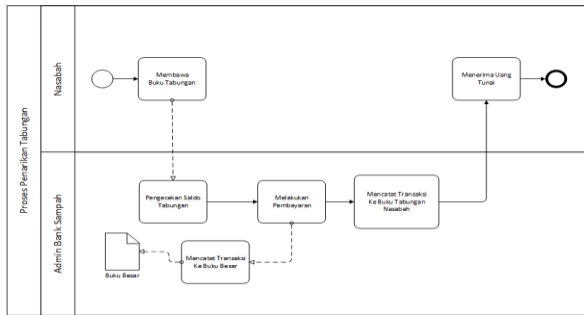 Proses Penarikan Tabungan
Nasabah
Membawa
Buku Tabungan
Menerima Uang
Tunai
Admin Bank Sampah
Pengecekan Saldo
Tabungan
Melakukan
Pembayaran
Mencatat Transaksi
Ke Buku Tabungan
Nasabah
Mencatat Transaksi
Ke Buku Besar
Buku Besar